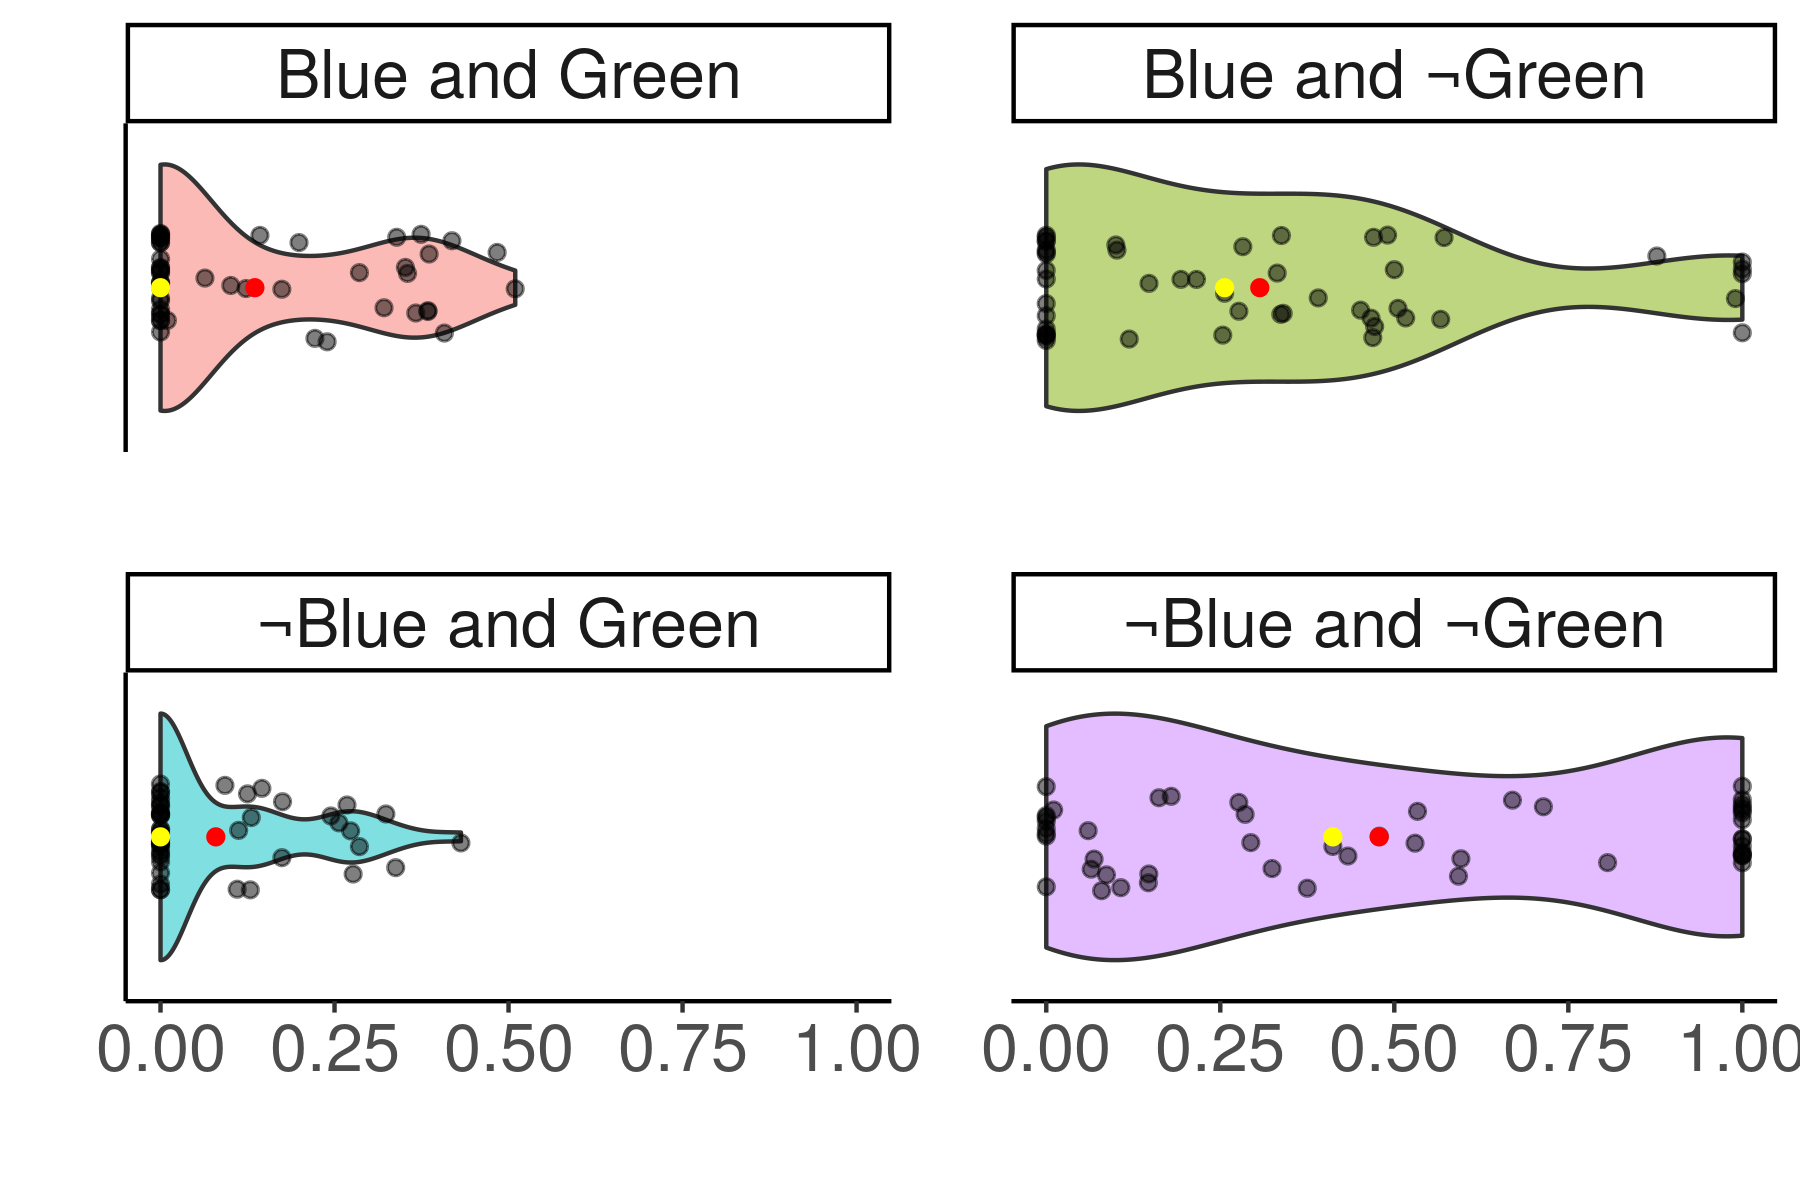 Blue and Green
Blue and ¬Green
¬Blue and Green
¬Blue and ¬Green
0.00 0.25 0.50 0.75 1.00
0.00 0.25 0.50 0.75 1.00